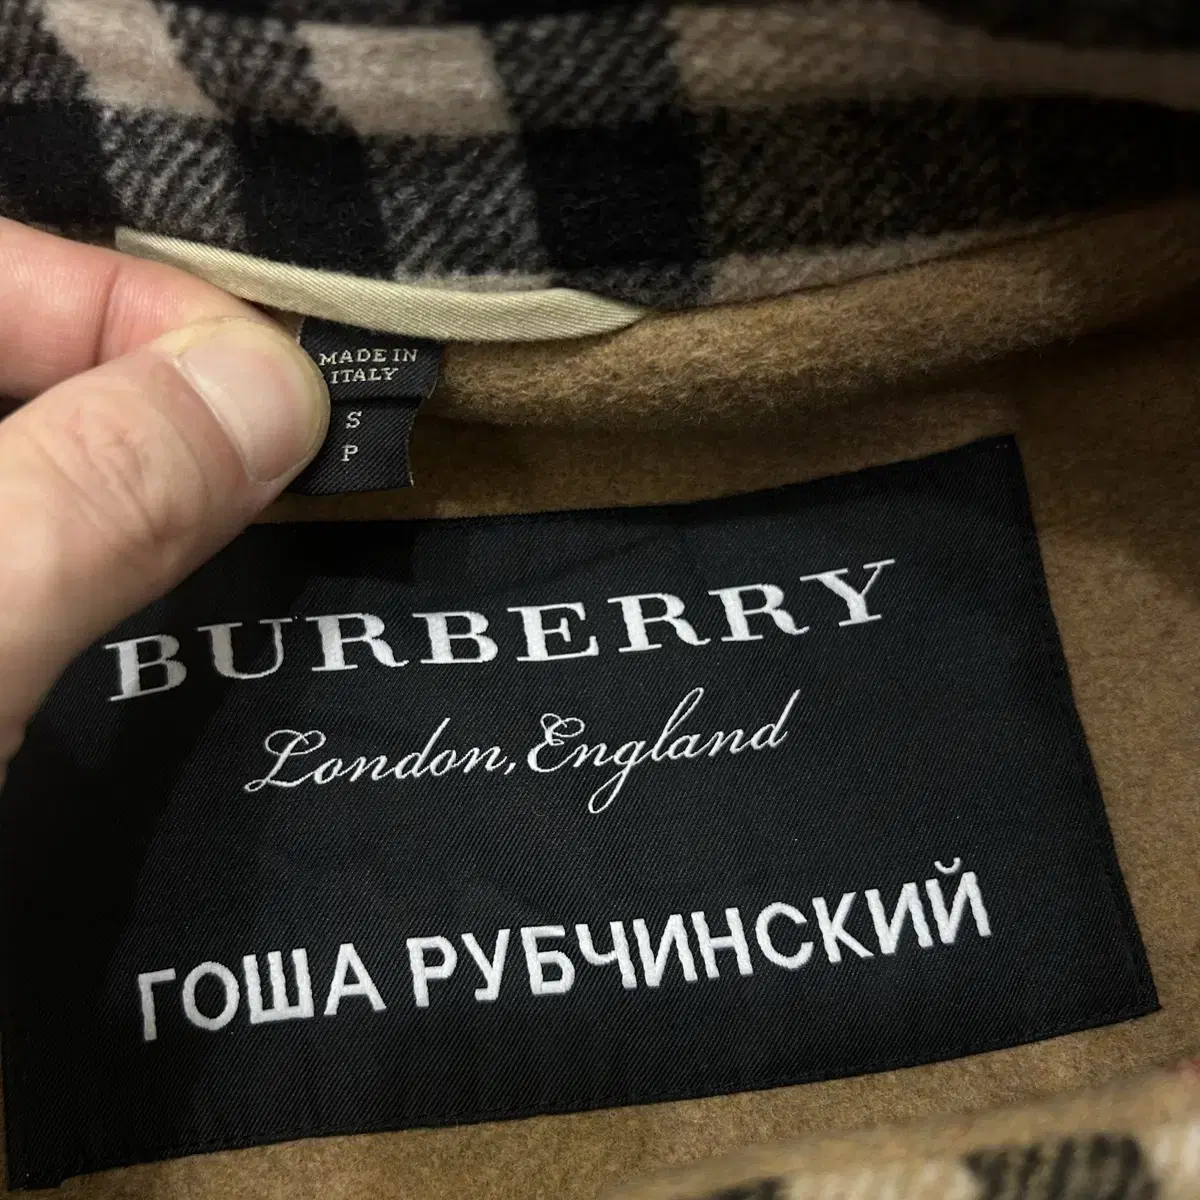 MADE IN
ITALY
S
P
BURBERRY
London, England
ГОША РУБЧИНСКИЙ